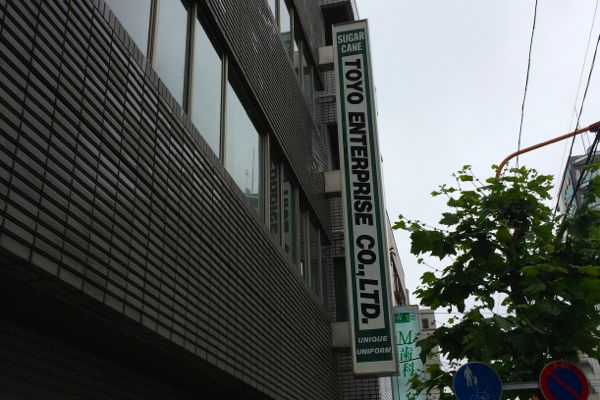 SUGAR
CANE
TOYO ENTERPRISE CO.,LTD.
UNIQUE
UNIFORM
M
歯
科